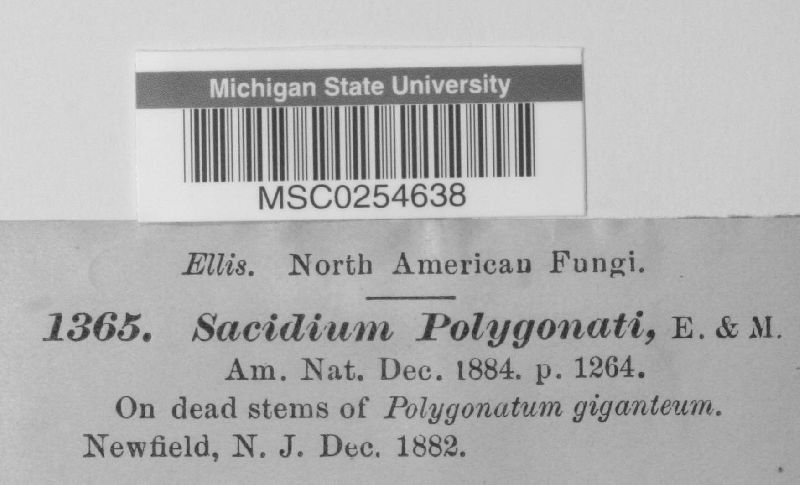 Michigan State University
MSC0254638
Ellis. North American Fungi.
1365. Sacidium Polygonati, E. & M.
Am. Nat. Dec. 1884. p. 1264.
On dead stems of Polygonatum giganteum.
Newfield, N. J. Dec. 1882.